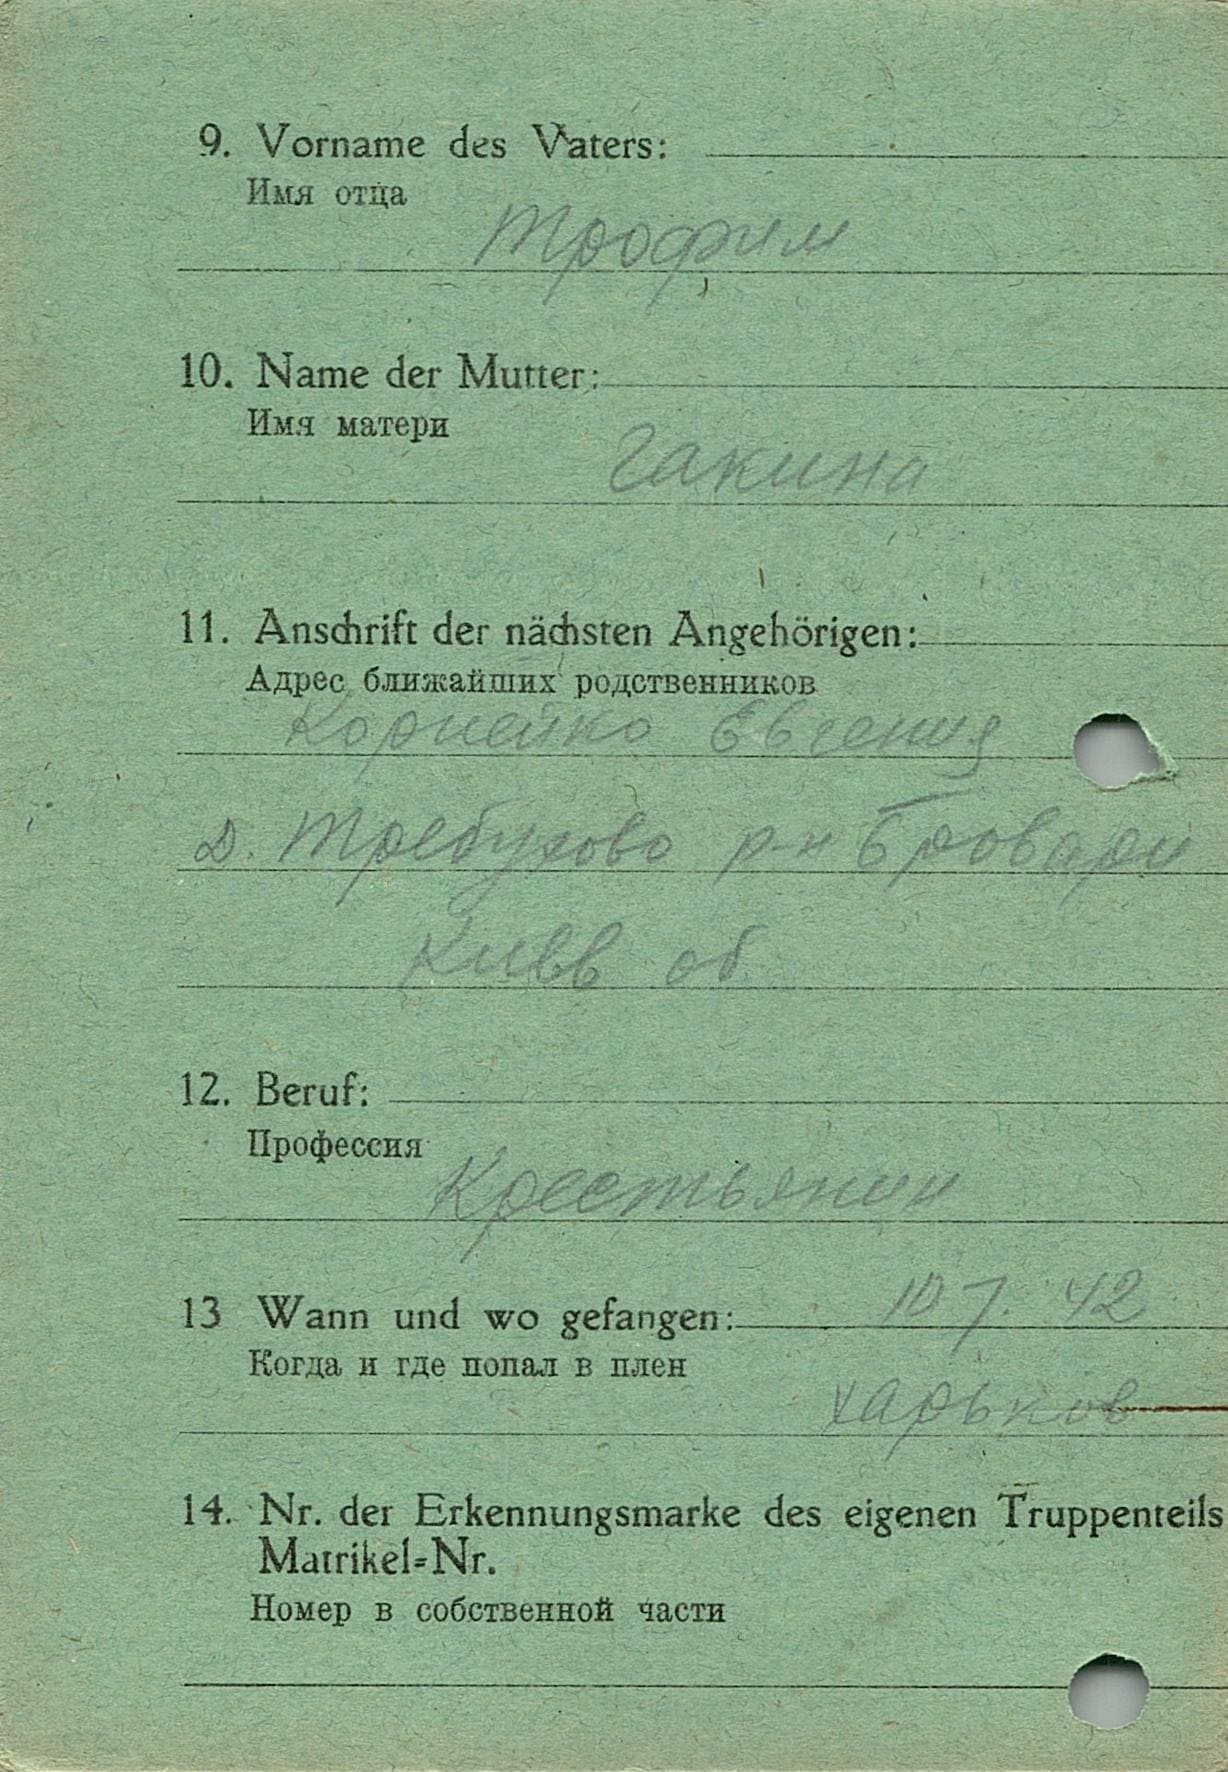 9. Vorname des Vaters:
Имя отца
Трофим
10. Name der Mutter:
Имя матери
Гакина
11. Anschrift der nächsten Angehörigen:
Адрес ближайших родственников
Корнейко Евгения
д. Требухово р-н Бровари
Киев об
12. Beruf:
Профессия
Крестьянин
13 Wann und wo gefangen: 10 7. 42
Когда и где попал в плен
Харьков
14. Nr. der Erkennungsmarke des eigenen Truppenteils
Matrikel-Nr.
Номер в собственной части